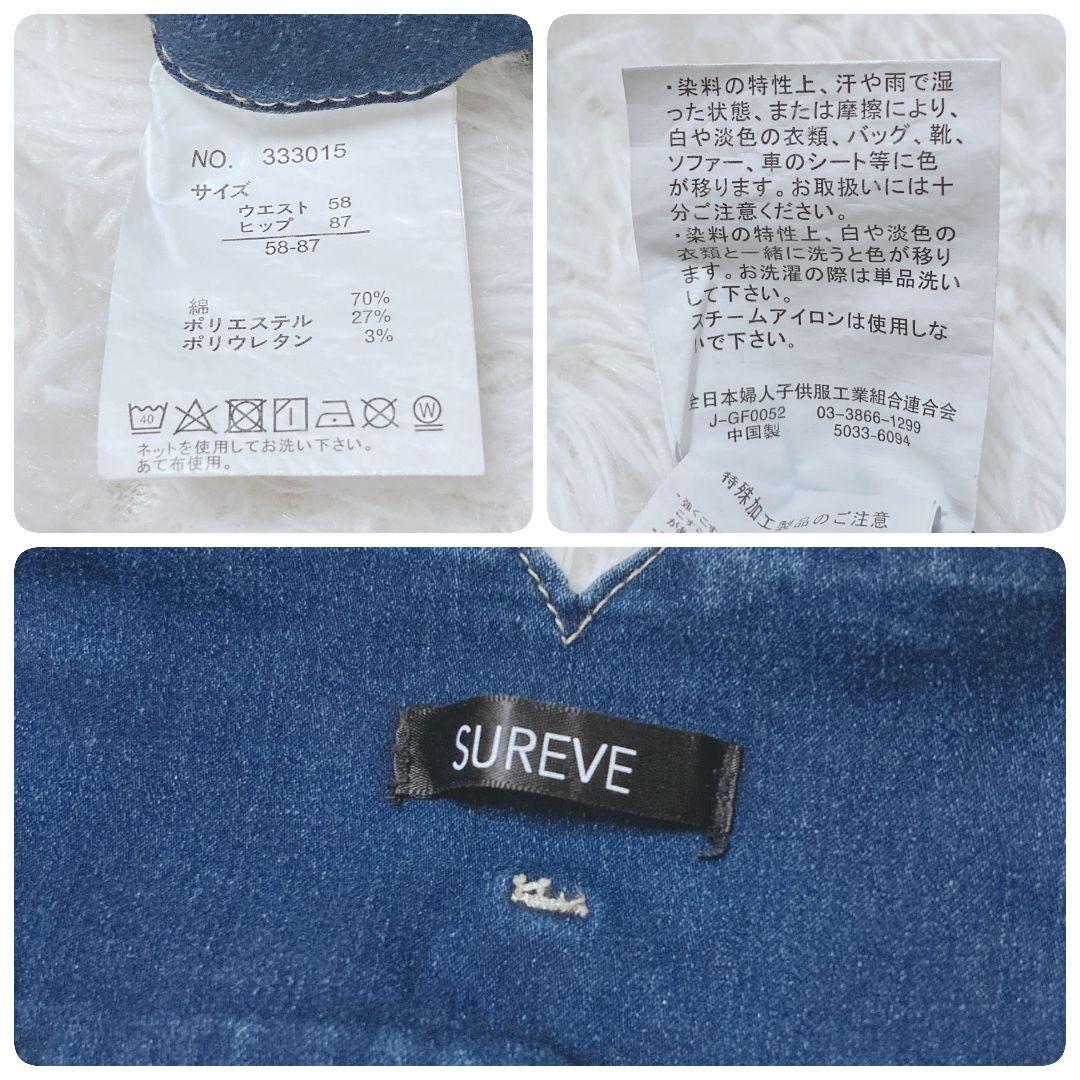 NO. 333015
サイズ
ウエスト 58
ヒップ 87
58-87
綿 70%
ポリエステル 27%
ポリウレタン 3%
40 W
ネットを使用してお洗い下さい。
あて布使用。
・染料の特性上、汗や雨で湿
った状態、または摩擦により、
白や淡色の衣類、バッグ、靴、
ソファー、車のシート等に色
が移ります。お取扱いには十
分ご注意ください。
・染料の特性上、白や淡色の
衣類と一緒に洗うと色が移り
ます。お洗濯の際は単品洗い
して下さい。
スチームアイロンは使用しな
いで下さい。
全日本婦人子供服工業組合連合会
J-GF0052 03-3866-1299
中国製 5033-6094
特殊加工製品のご注意
・強くこす
SUREVE